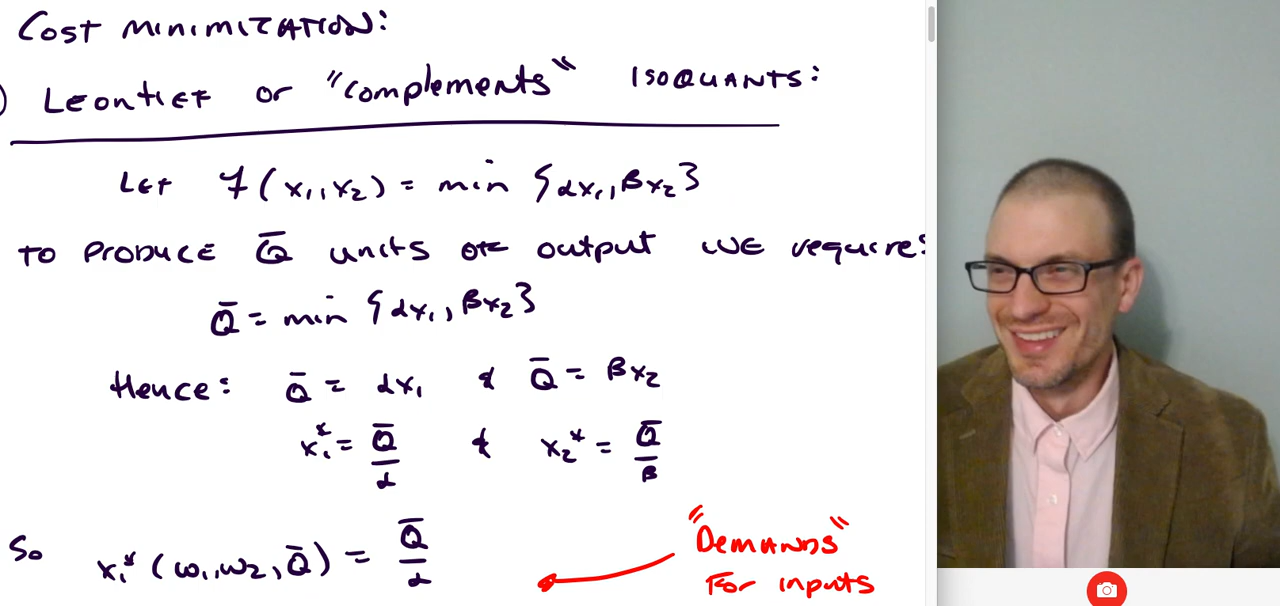 Cost Minimization:
) Leontief or "complements" Isoquants:
Let f(x₁,x₂) = min {αx₁, βx₂}
To produce Q̄ units of output we require:
Q̄ = min {αx₁, βx₂}
Hence: Q̄ = αx₁ & Q̄ = βx₂
x₁* = Q̄/α & x₂* = Q̄/β
So x₁*(ω₁,ω₂,Q̄) = Q̄/α
"Demands"
For inputs